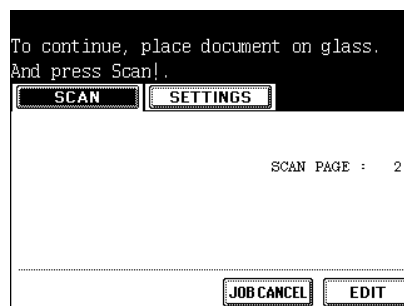 To continue, place document on glass.
And press Scan!.
SCAN SETTINGS
SCAN PAGE : 2
JOB CANCEL EDIT